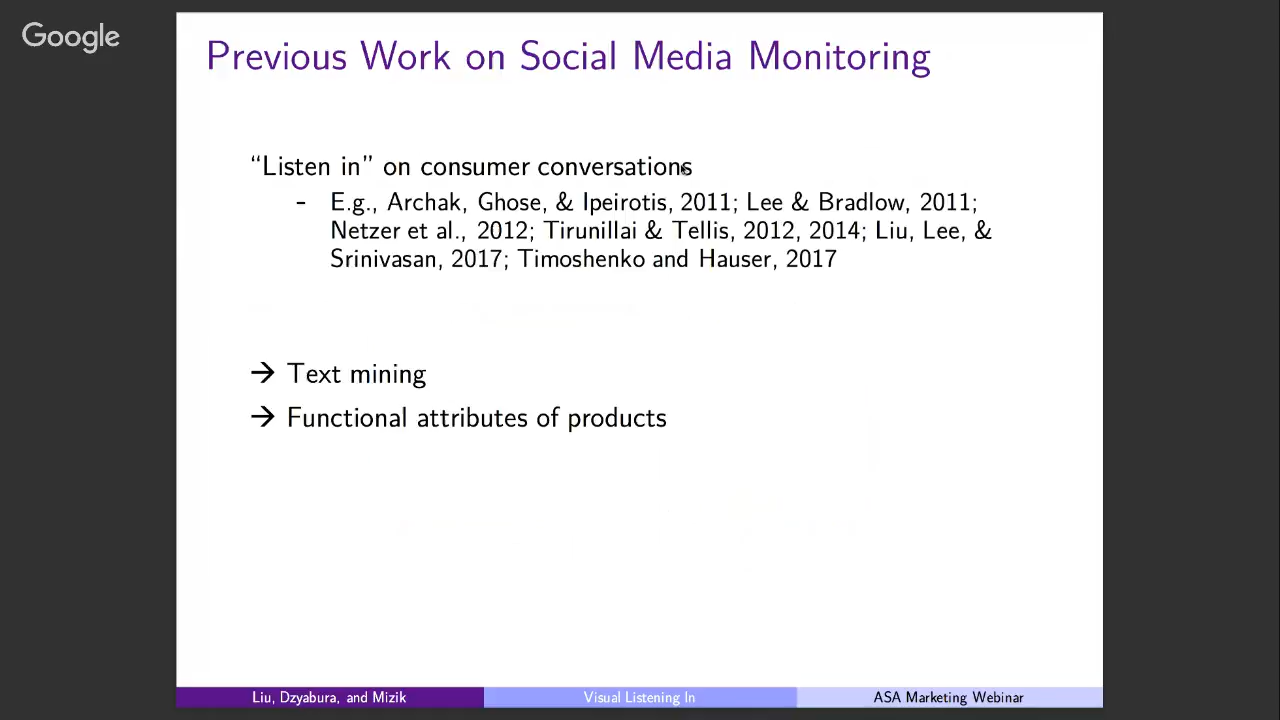 Google
Previous Work on Social Media Monitoring
“Listen in” on consumer conversations
- E.g., Archak, Ghose, & Ipeirotis, 2011; Lee & Bradlow, 2011;
Netzer et al., 2012; Tirunillai & Tellis, 2012, 2014; Liu, Lee, &
Srinivasan, 2017; Timoshenko and Hauser, 2017
→ Text mining
→ Functional attributes of products
Liu, Dzyabura, and Mizik
Visual Listening In
ASA Marketing Webinar